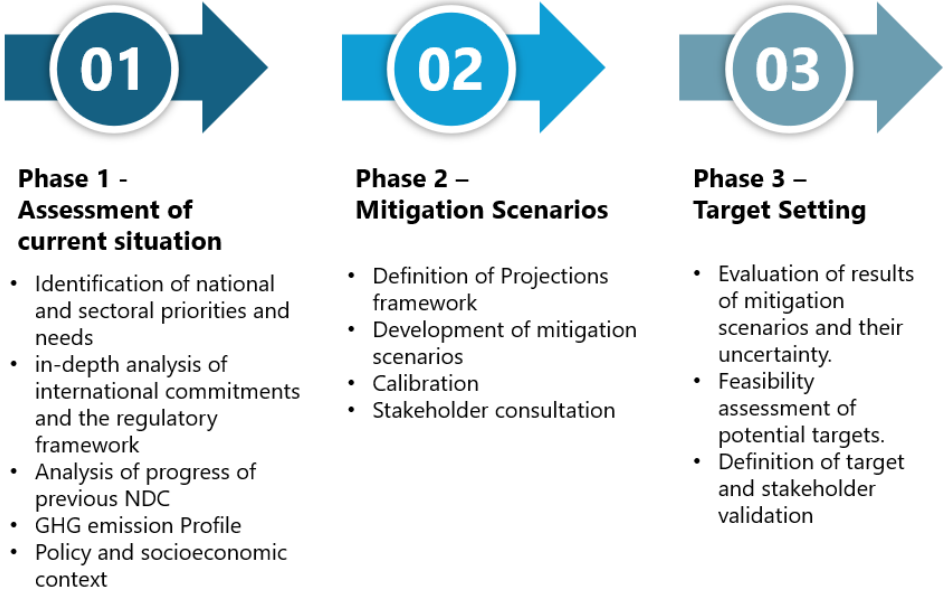 01
Phase 1 -
Assessment of
current situation
• Identification of national
and sectoral priorities and
needs
• in-depth analysis of
international commitments
and the regulatory
framework
• Analysis of progress of
previous NDC
• GHG emission Profile
• Policy and socioeconomic
context
02
Phase 2 –
Mitigation Scenarios
• Definition of Projections
framework
• Development of mitigation
scenarios
• Calibration
• Stakeholder consultation
03
Phase 3 –
Target Setting
• Evaluation of results
of mitigation
scenarios and their
uncertainty.
• Feasibility
assessment of
potential targets.
• Definition of target
and stakeholder
validation